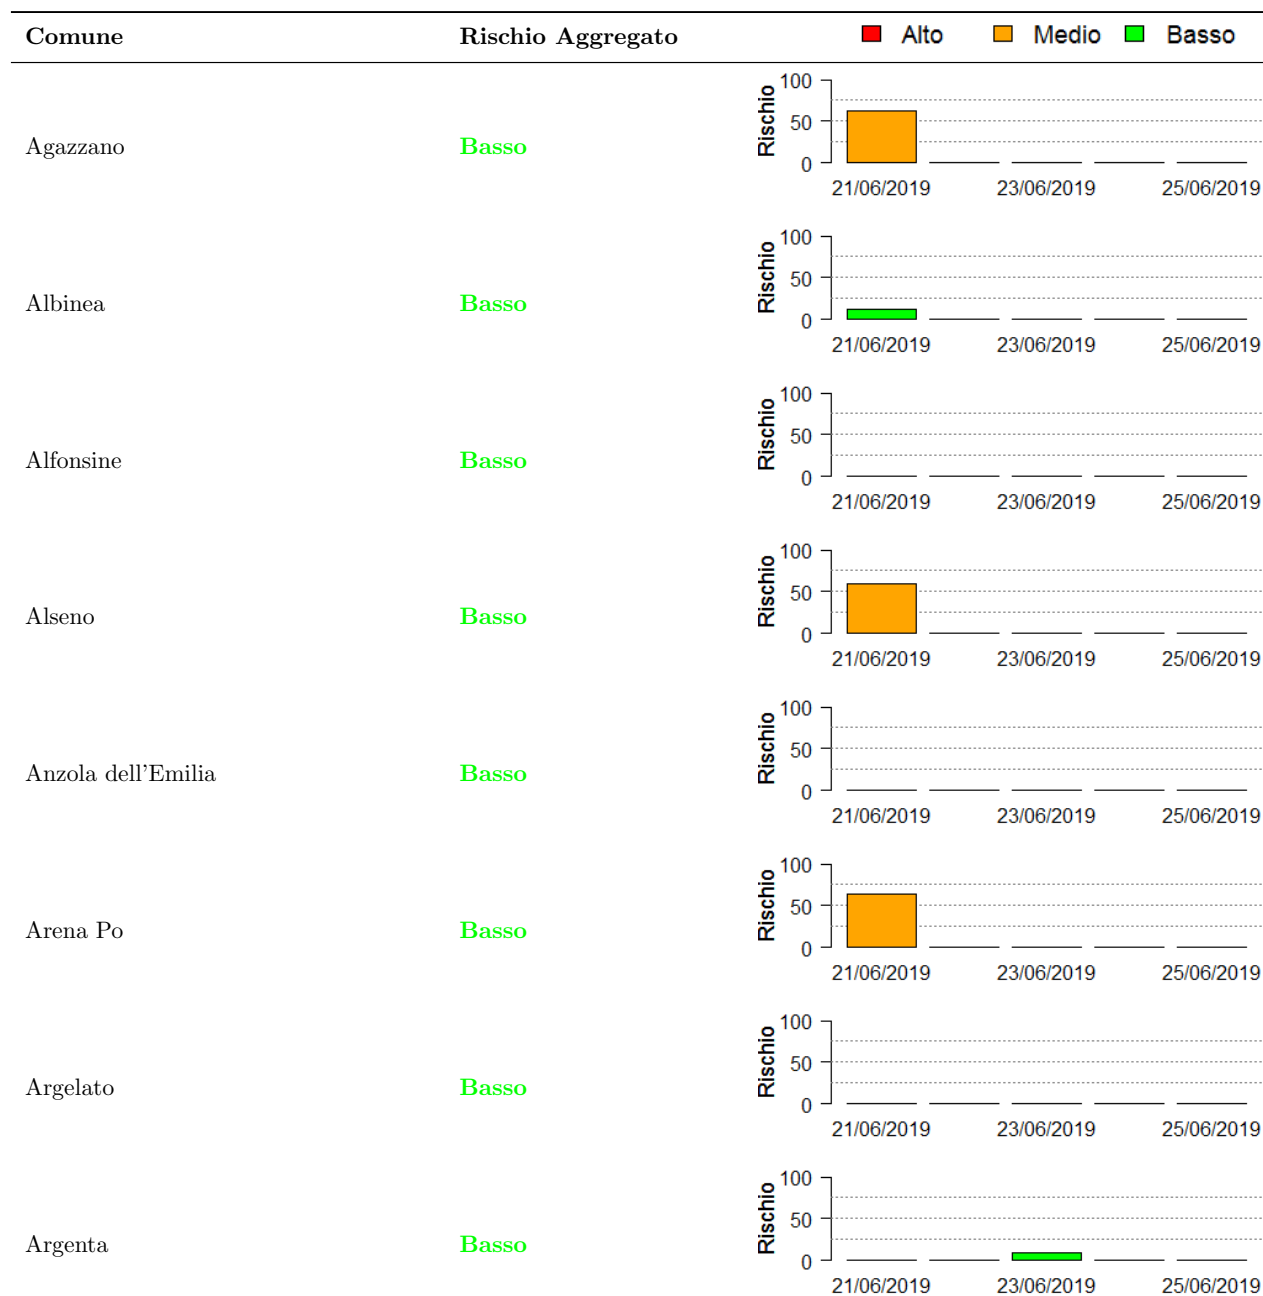 Comune Rischio Aggregato Alto Medio Basso
100
50
0
Rischio
Agazzano Basso
21/06/2019 23/06/2019 25/06/2019
100
50
0
Rischio
Albinea Basso
21/06/2019 23/06/2019 25/06/2019
100
50
0
Rischio
Alfonsine Basso
21/06/2019 23/06/2019 25/06/2019
100
50
0
Rischio
Alseno Basso
21/06/2019 23/06/2019 25/06/2019
100
50
0
Rischio
Anzola dell'Emilia Basso
21/06/2019 23/06/2019 25/06/2019
100
50
0
Rischio
Arena Po Basso
21/06/2019 23/06/2019 25/06/2019
100
50
0
Rischio
Argelato Basso
21/06/2019 23/06/2019 25/06/2019
100
50
0
Rischio
Argenta Basso
21/06/2019 23/06/2019 25/06/2019